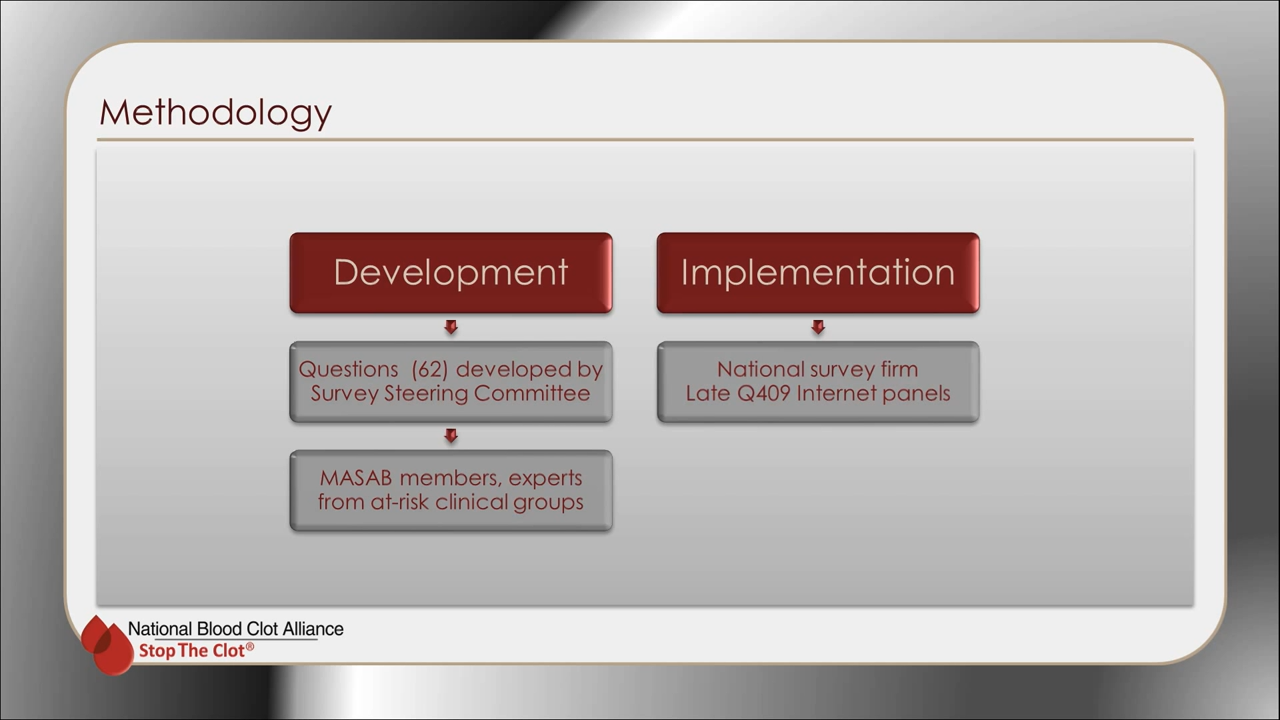 Methodology
Development
Questions  (62) developed by
Survey Steering Committee
MASAB members, experts
from at-risk clinical groups
Implementation
National survey firm
Late Q409 Internet panels
National Blood Clot Alliance
Stop The Clot®